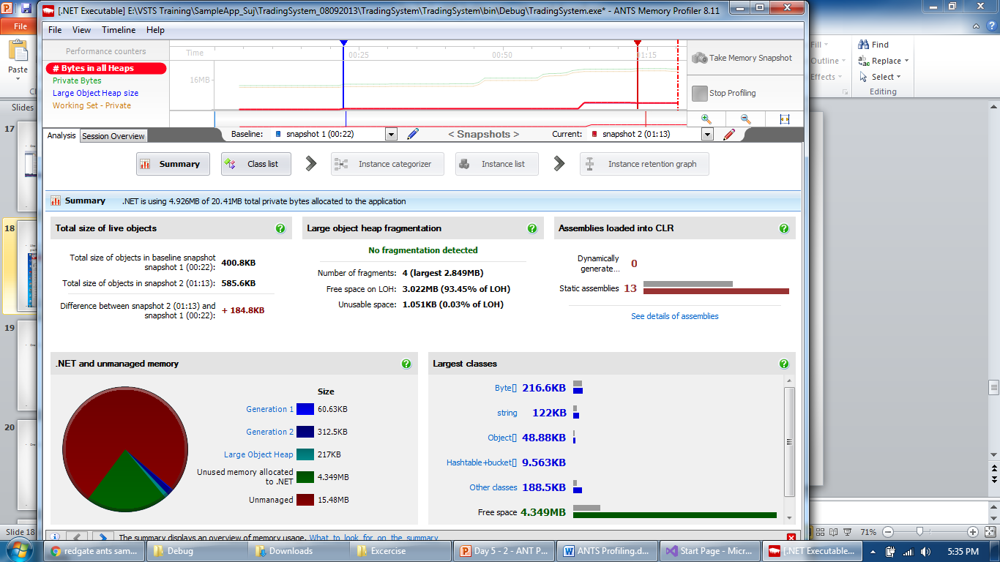 [.NET Executable] E:\VSTS Training\SampleApp_Suj\TradingSystem_08092013\TradingSystem\TradingSystem\bin\Debug\TradingSystem.exe* - ANTS Memory Profiler 8.11
File
File View Timeline Help
Performance counters
# Bytes in all Heaps
Private Bytes
Large Object Heap size
Working Set - Private
Time
00:25
00:50
01:15
16MB
Take Memory Snapshot
Stop Profiling
Paste
Slides
17
18
19
20
Fill
Outline
Effects
Find
Replace
Select
Editing
Analysis
Session Overview
Baseline: snapshot 1 (00:22)
< Snapshots >
Current: snapshot 2 (01:13)
Summary
Class list
Instance categorizer
Instance list
Instance retention graph
Summary .NET is using 4.926MB of 20.41MB total private bytes allocated to the application
Total size of live objects
Total size of objects in baseline snapshot
snapshot 1 (00:22): 400.8KB
Total size of objects in snapshot 2 (01:13): 585.6KB
Difference between snapshot 2 (01:13) and
snapshot 1 (00:22): + 184.8KB
Large object heap fragmentation
No fragmentation detected
Number of fragments: 4 (largest 2.849MB)
Free space on LOH: 3.022MB (93.45% of LOH)
Unusable space: 1.051KB (0.03% of LOH)
Assemblies loaded into CLR
Dynamically
generate... 0
Static assemblies 13
See details of assemblies
.NET and unmanaged memory
Size
Generation 1 60.63KB
Generation 2 312.5KB
Large Object Heap 217KB
Unused memory allocated
to .NET 4.349MB
Unmanaged 15.48MB
Largest classes
Byte[] 216.6KB
string 122KB
Object[] 48.88KB
Hashtable+bucket[] 9.563KB
Other classes 188.5KB
Free space 4.349MB
The summary displays an overview of memory usage. What to look for on the summary
Slide 18
71%
redgate ants sam...
Debug
Downloads
Excercise
Day 5 - 2 - ANT P...
ANTS Profiling.d...
Start Page - Micr...
[.NET Executable...
5:35 PM